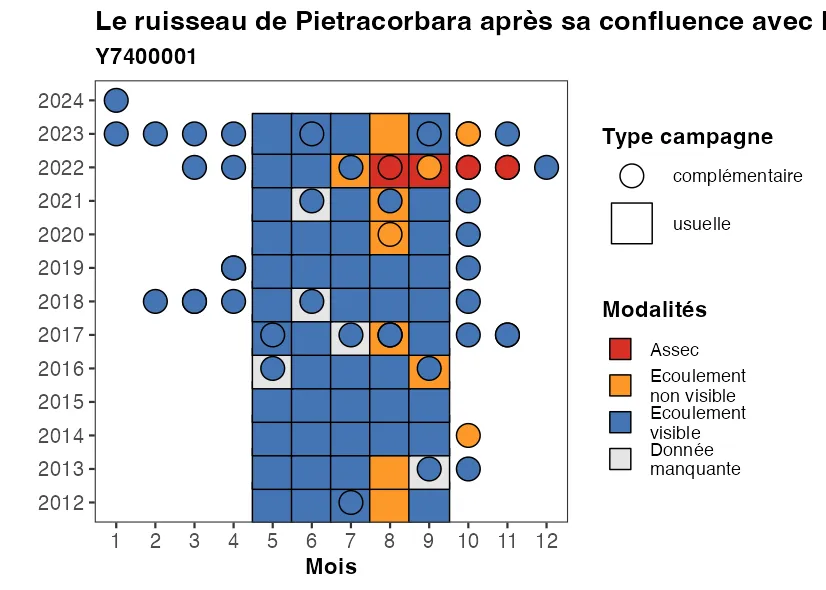 Le ruisseau de Pietracorbara après sa confluence avec l
Y7400001
2024
2023
2022
2021
2020
2019
2018
2017
2016
2015
2014
2013
2012
1 2 3 4 5 6 7 8 9 10 11 12
Mois
Type campagne
complémentaire
usuelle
Modalités
Assec
Ecoulement
non visible
Ecoulement
visible
Donnée
manquante